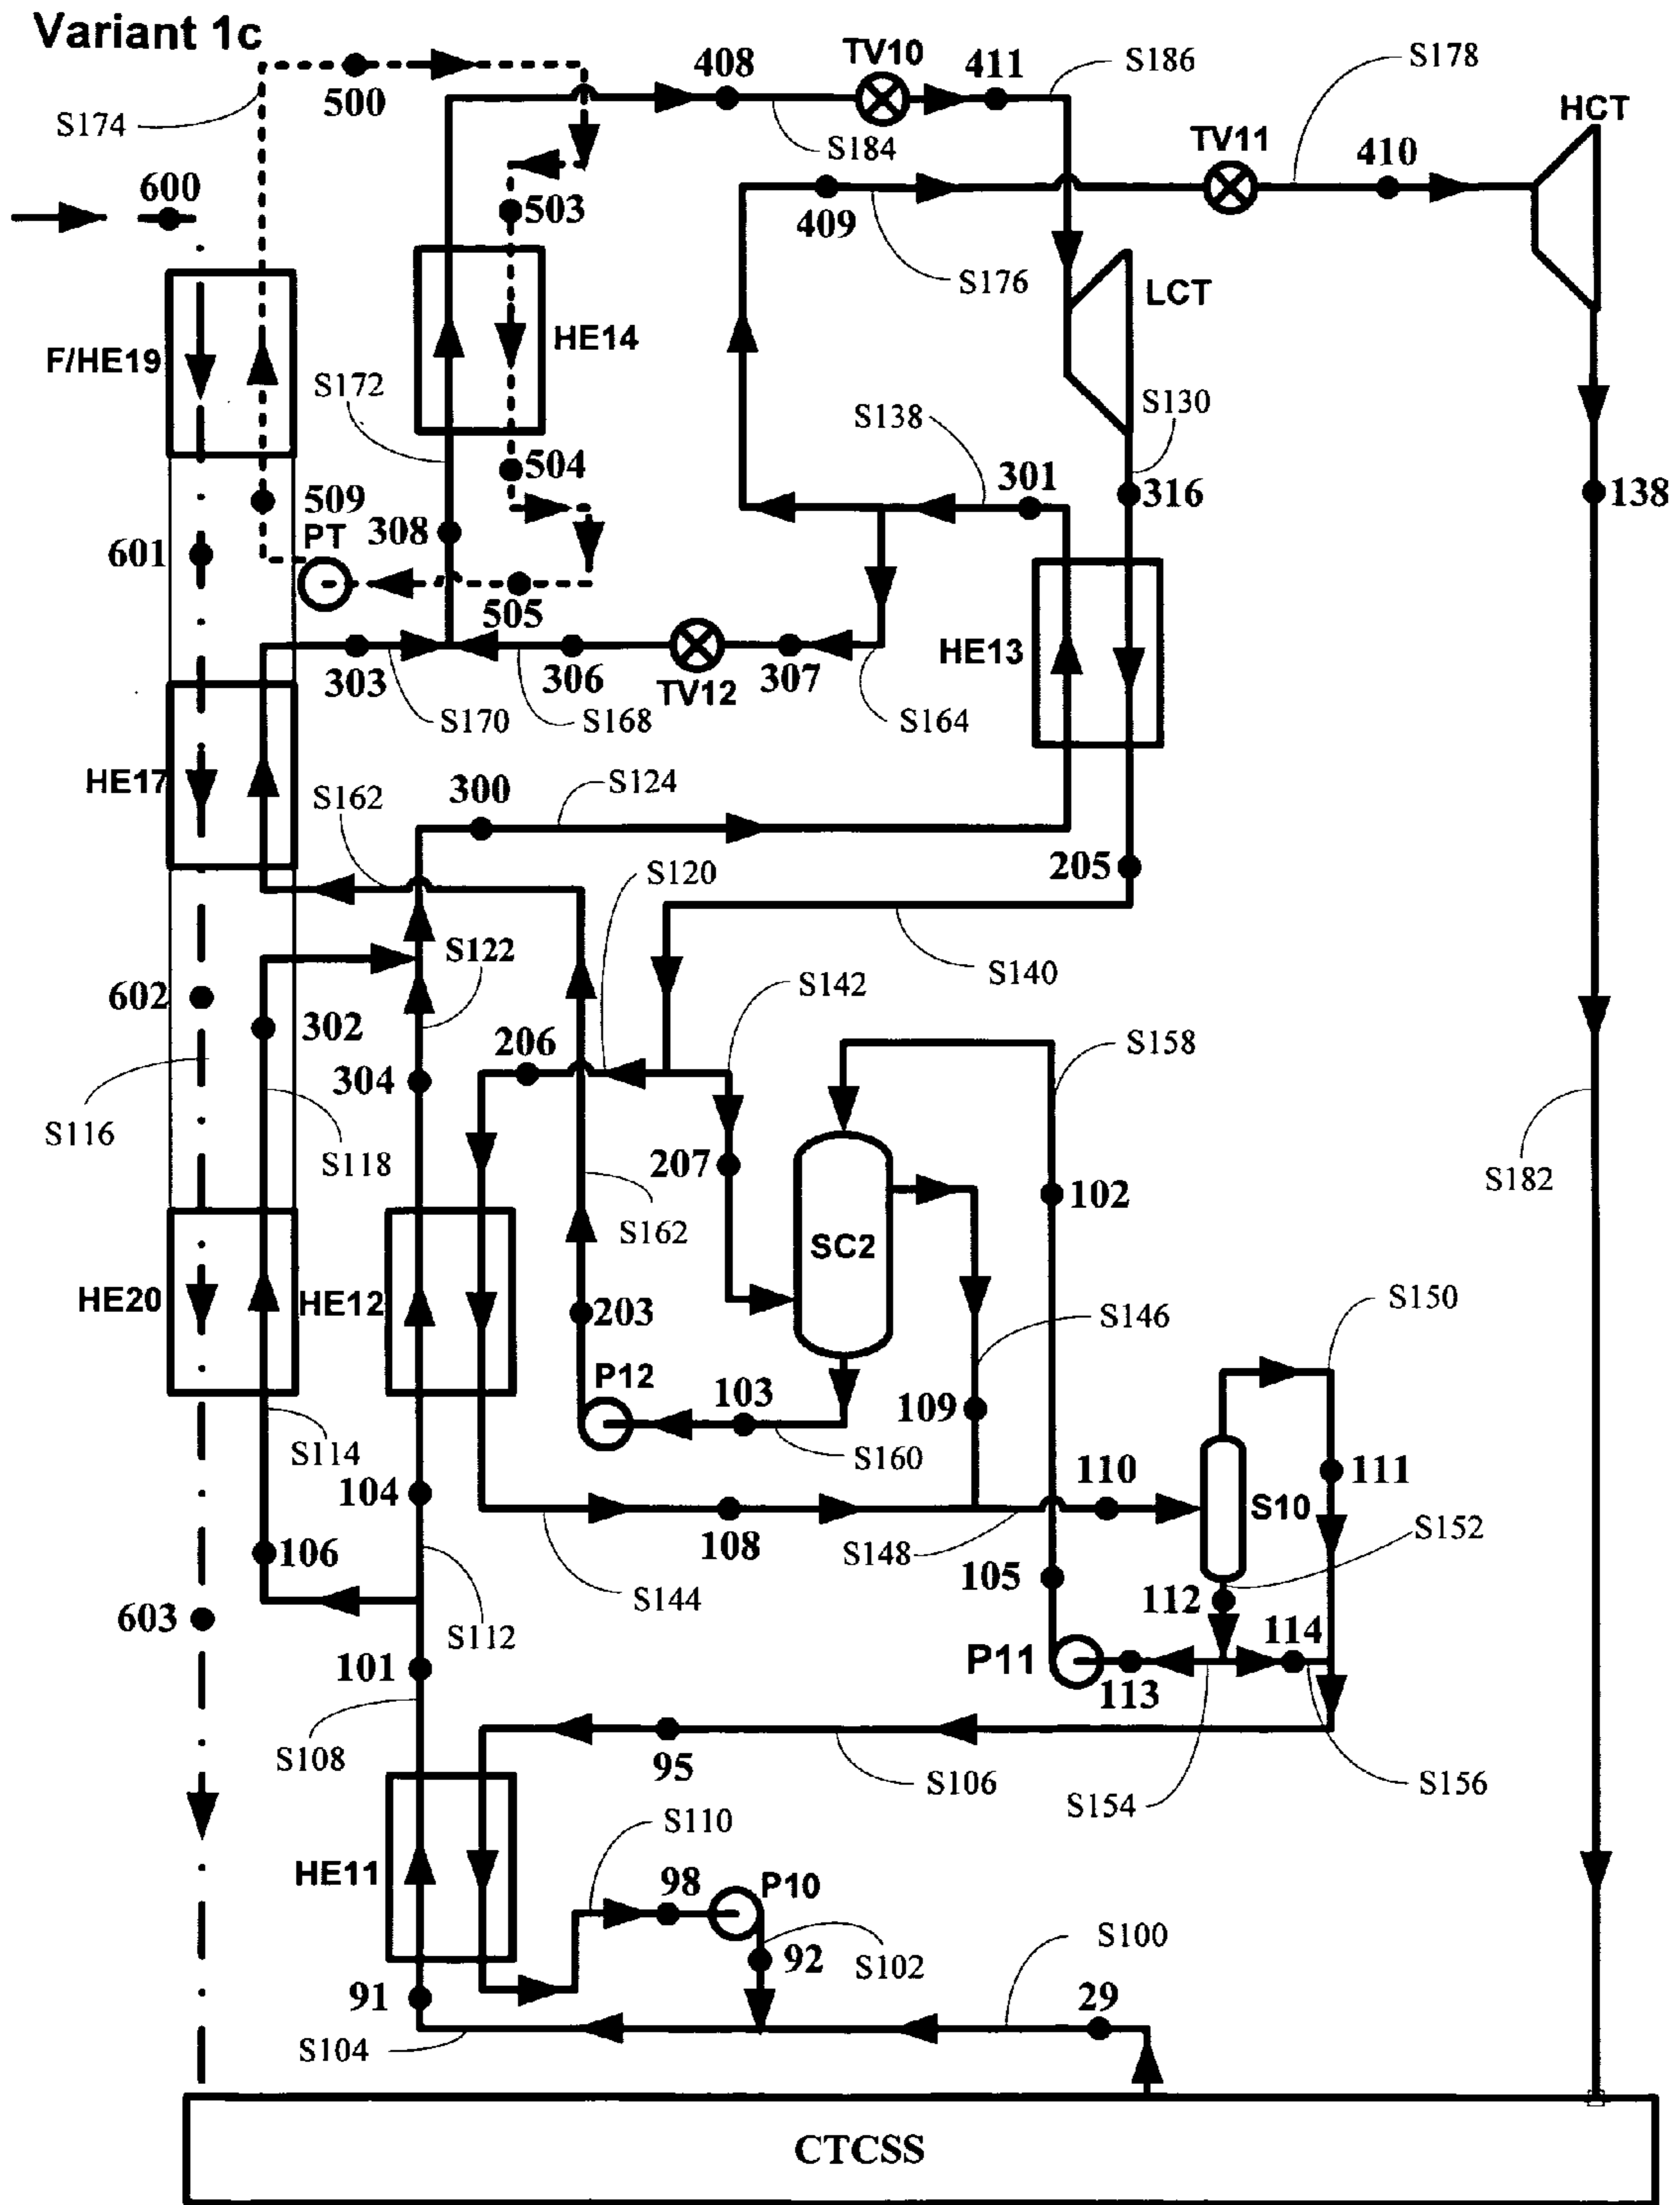 Variant 1c
TV10
408
411
S186
S178
500
HCT
S174
S184
TV11
410
600
503
409
S176
LCT
F/HE19
HE14
S172
S138
S130
504
301
316
138
509
PT
308
601
505
HE13
303
306
TV12
307
S170
S168
S164
HE17
S162
300
S124
205
S120
S122
S140
S142
602
302
206
S158
304
S116
S118
207
102
S182
S162
SC2
HE20
HE12
203
S146
S150
P12
103
109
S114
S160
110
111
104
S10
S152
108
S148
106
105
S144
112
603
S112
114
101
P11
113
S108
95
S106
S154
S156
S110
HE11
98
P10
S100
92
S102
91
29
S104
CTCSS